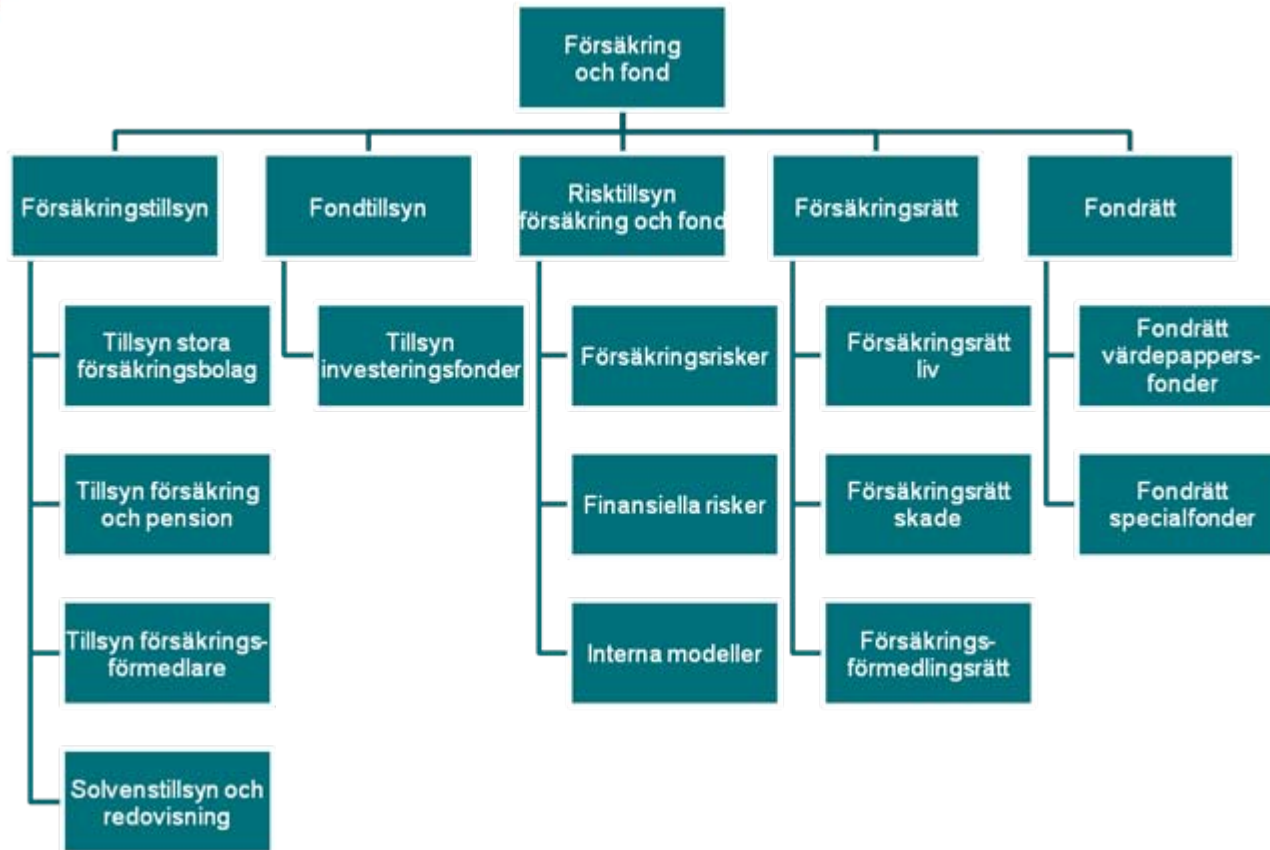 Försäkring
och fond
Försäkringstillsyn
Fondtillsyn
Risktillsyn
försäkring och fond
Försäkringsrätt
Fondrätt
Tillsyn stora
försäkringsbolag
Tillsyn försäkring
och pension
Tillsyn försäkrings-
förmedlare
Solvenstillsyn och
redovisning
Tillsyn
investeringsfonder
Försäkringsrisker
Finansiella risker
Interna modeller
Försäkringsrätt
liv
Försäkringsrätt
skade
Försäkrings-
förmedlingsrätt
Fondrätt
värdepappers-
fonder
Fondrätt
specialfonder